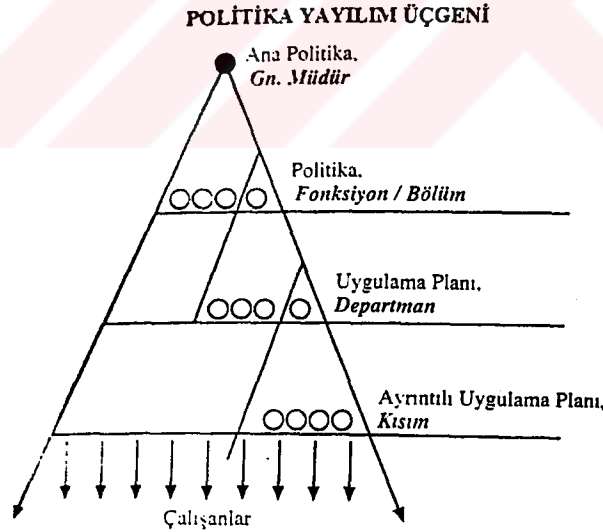 POLİTİKA YAYILIM ÜÇGENİ
Ana Politika,
Gn. Müdür
Politika,
Fonksiyon / Bölüm
Uygulama Planı,
Departman
Ayrıntılı Uygulama Planı,
Kısım
Çalışanlar